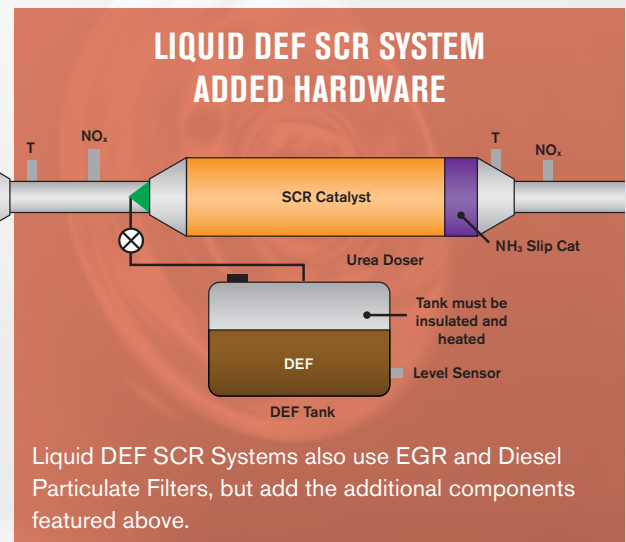 LIQUID DEF SCR SYSTEM
ADDED HARDWARE
T
NOₓ
T
NOₓ
SCR Catalyst
NH₃ Slip Cat
Urea Doser
Tank must be
insulated and
heated
DEF
Level Sensor
DEF Tank
Liquid DEF SCR Systems also use EGR and Diesel
Particulate Filters, but add the additional components
featured above.